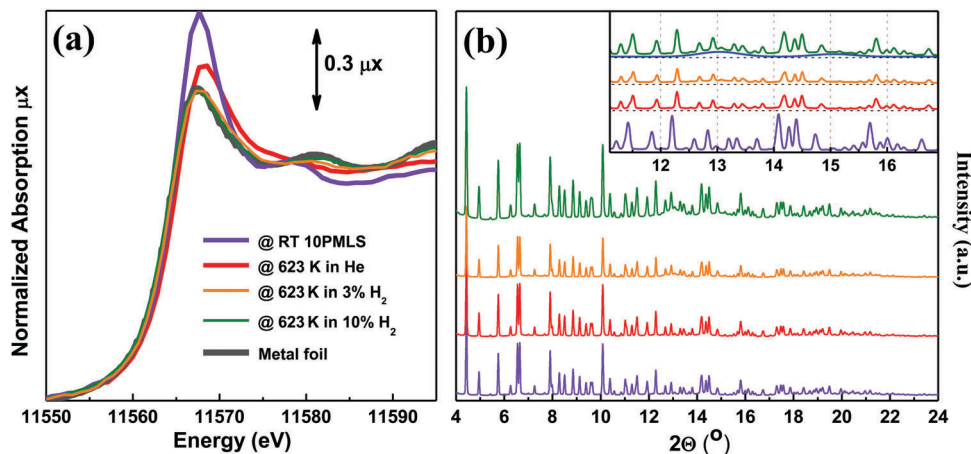 (a)
0.3 μx
@ RT 10PMLS
@ 623 K in He
@ 623 K in 3% H2
@ 623 K in 10% H2
Metal foil
Normalized Absorption μx
11550 11560 11570 11580 11590
Energy (eV)
(b)
12 13 14 15 16
Intensity (a.u.)
4 6 8 10 12 14 16 18 20 22 24
2Θ (o)